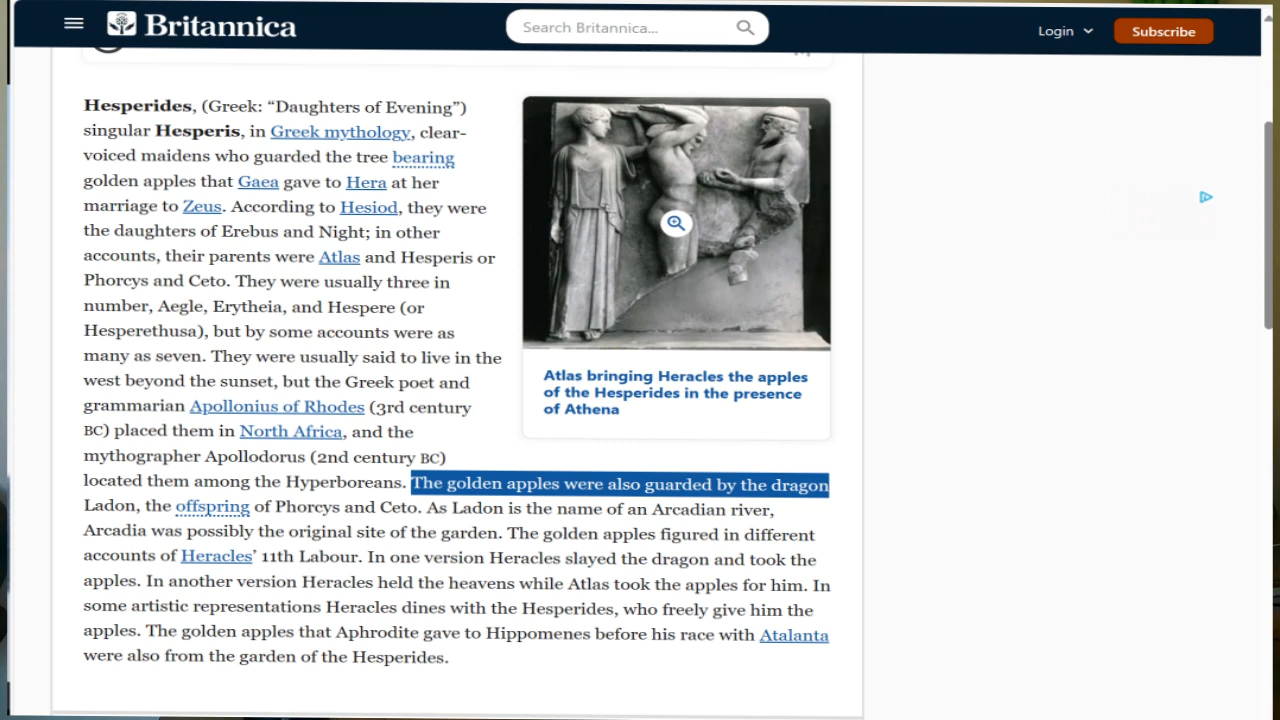 Britannica
Search Britannica...
Login
Subscribe
Hesperides, (Greek: “Daughters of Evening”)
singular Hesperis, in Greek mythology, clear-
voiced maidens who guarded the tree bearing
golden apples that Gaea gave to Hera at her
marriage to Zeus. According to Hesiod, they were
the daughters of Erebus and Night; in other
accounts, their parents were Atlas and Hesperis or
Phorcys and Ceto. They were usually three in
number, Aegle, Erytheia, and Hespere (or
Hesperethusa), but by some accounts were as
many as seven. They were usually said to live in the
west beyond the sunset, but the Greek poet and
grammarian Apollonius of Rhodes (3rd century
BC) placed them in North Africa, and the
mythographer Apollodorus (2nd century BC)
located them among the Hyperboreans. The golden apples were also guarded by the dragon
Ladon, the offspring of Phorcys and Ceto. As Ladon is the name of an Arcadian river,
Arcadia was possibly the original site of the garden. The golden apples figured in different
accounts of Heracles’ 11th Labour. In one version Heracles slayed the dragon and took the
apples. In another version Heracles held the heavens while Atlas took the apples for him. In
some artistic representations Heracles dines with the Hesperides, who freely give him the
apples. The golden apples that Aphrodite gave to Hippomenes before his race with Atalanta
were also from the garden of the Hesperides.
Atlas bringing Heracles the apples
of the Hesperides in the presence
of Athena